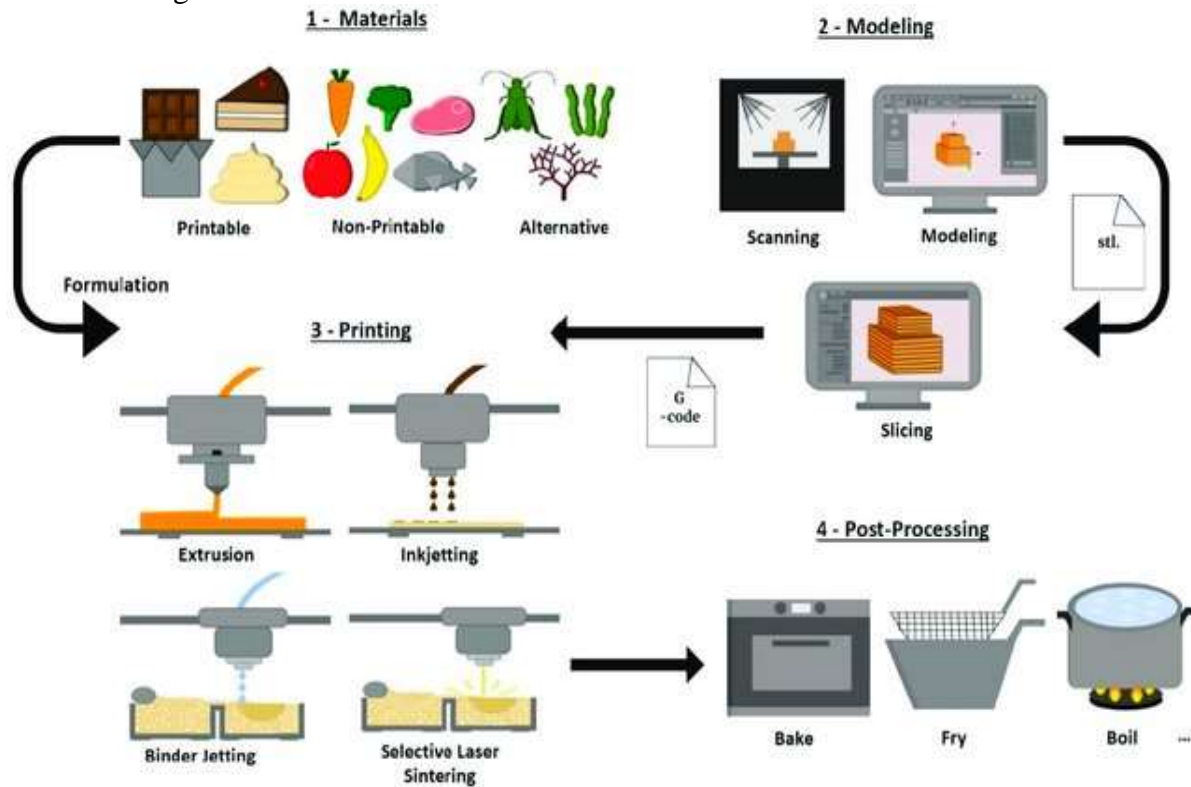 1 - Materials
2 - Modeling
Printable
Non-Printable
Alternative
Scanning
Modeling
stl.
Formulation
3 - Printing
G
-code
Slicing
Extrusion
Inkjetting
4 - Post-Processing
Binder Jetting
Selective Laser
Sintering
Bake
Fry
Boil
...